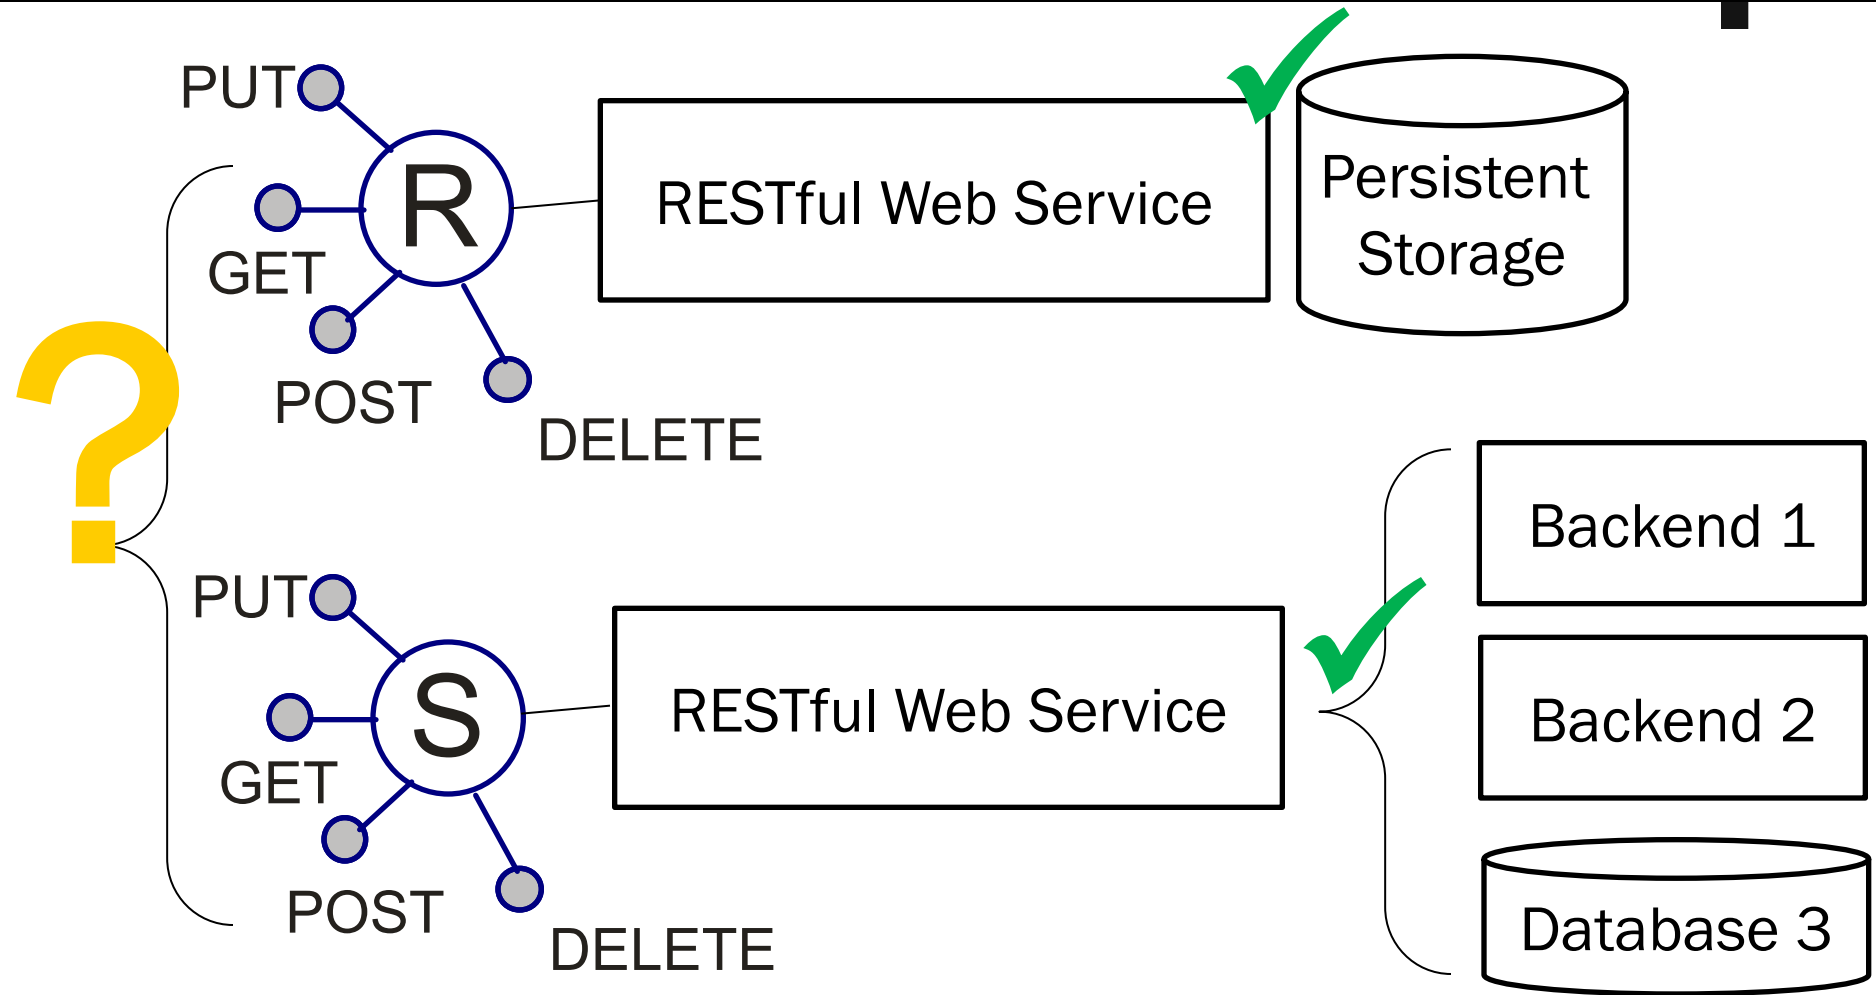 PUT
R
GET
POST
DELETE
RESTful Web Service
Persistent
Storage
?
PUT
S
GET
POST
DELETE
RESTful Web Service
Backend 1
Backend 2
Database 3